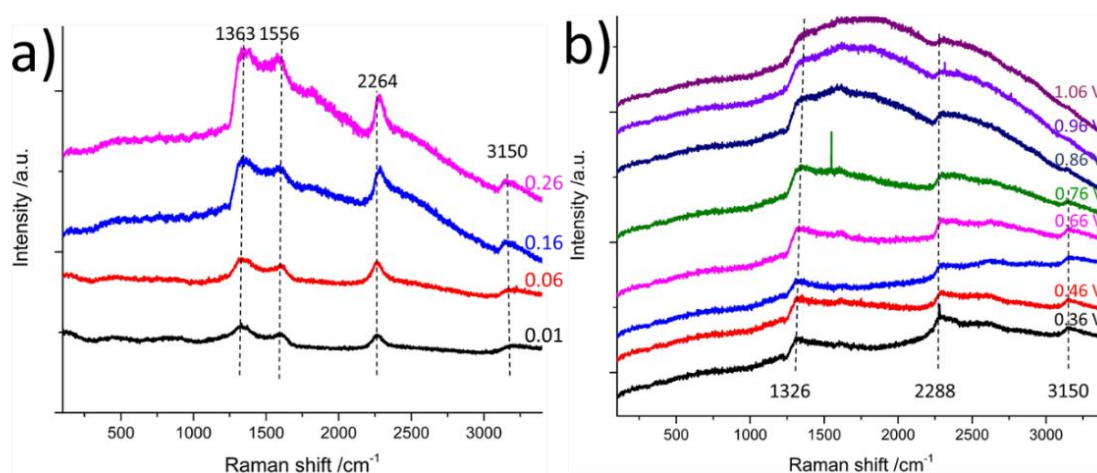 a)
1363 1556
2264
3150
0.26
0.16
0.06
0.01
Intensity /a.u.
500 1000 1500 2000 2500 3000
Raman shift /cm-1
b)
1.06 V
0.96 V
0.86
0.76 V
0.66 V
0.46 V
0.36 V
1326 2288 3150
Intensity /a.u.
500 1000 1500 2000 2500 3000
Raman shift /cm-1